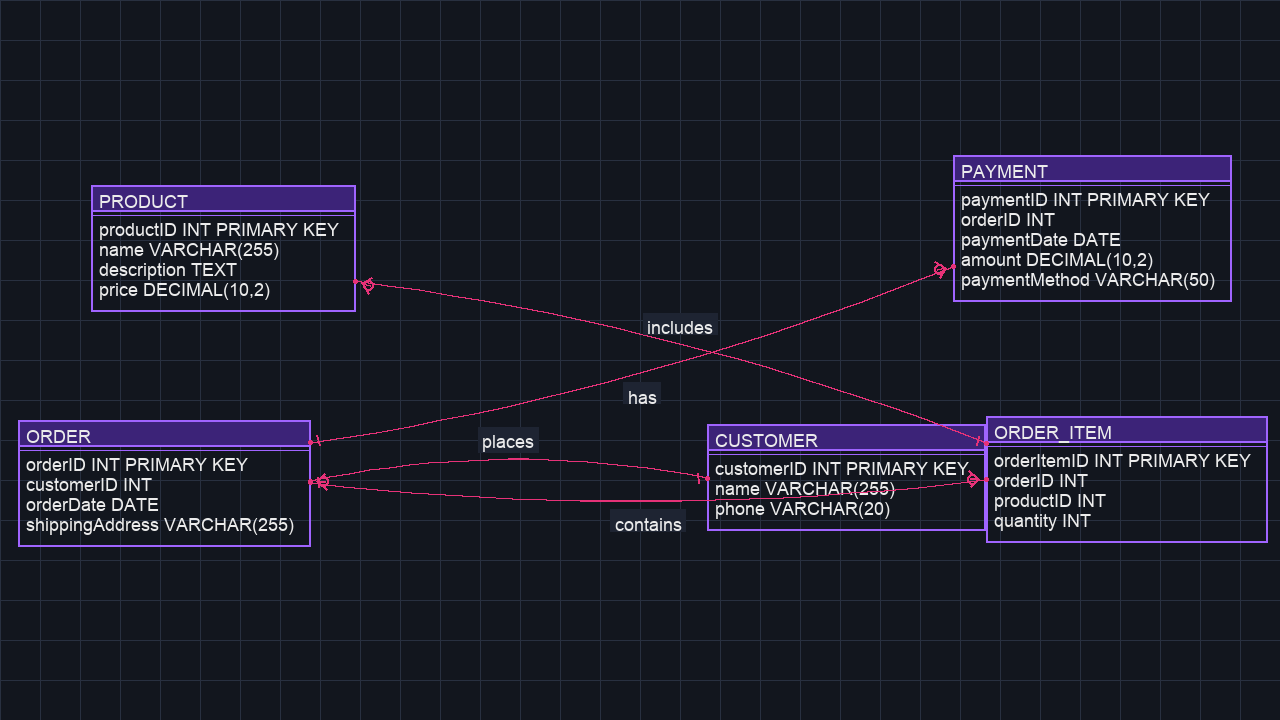 PRODUCT
productID INT PRIMARY KEY
name VARCHAR(255)
description TEXT
price DECIMAL(10,2)
PAYMENT
paymentID INT PRIMARY KEY
orderID INT
paymentDate DATE
amount DECIMAL(10,2)
paymentMethod VARCHAR(50)
includes
has
places
contains
ORDER
orderID INT PRIMARY KEY
customerID INT
orderDate DATE
shippingAddress VARCHAR(255)
CUSTOMER
customerID INT PRIMARY KEY
name VARCHAR(255)
phone VARCHAR(20)
ORDER_ITEM
orderItemID INT PRIMARY KEY
orderID INT
productID INT
quantity INT